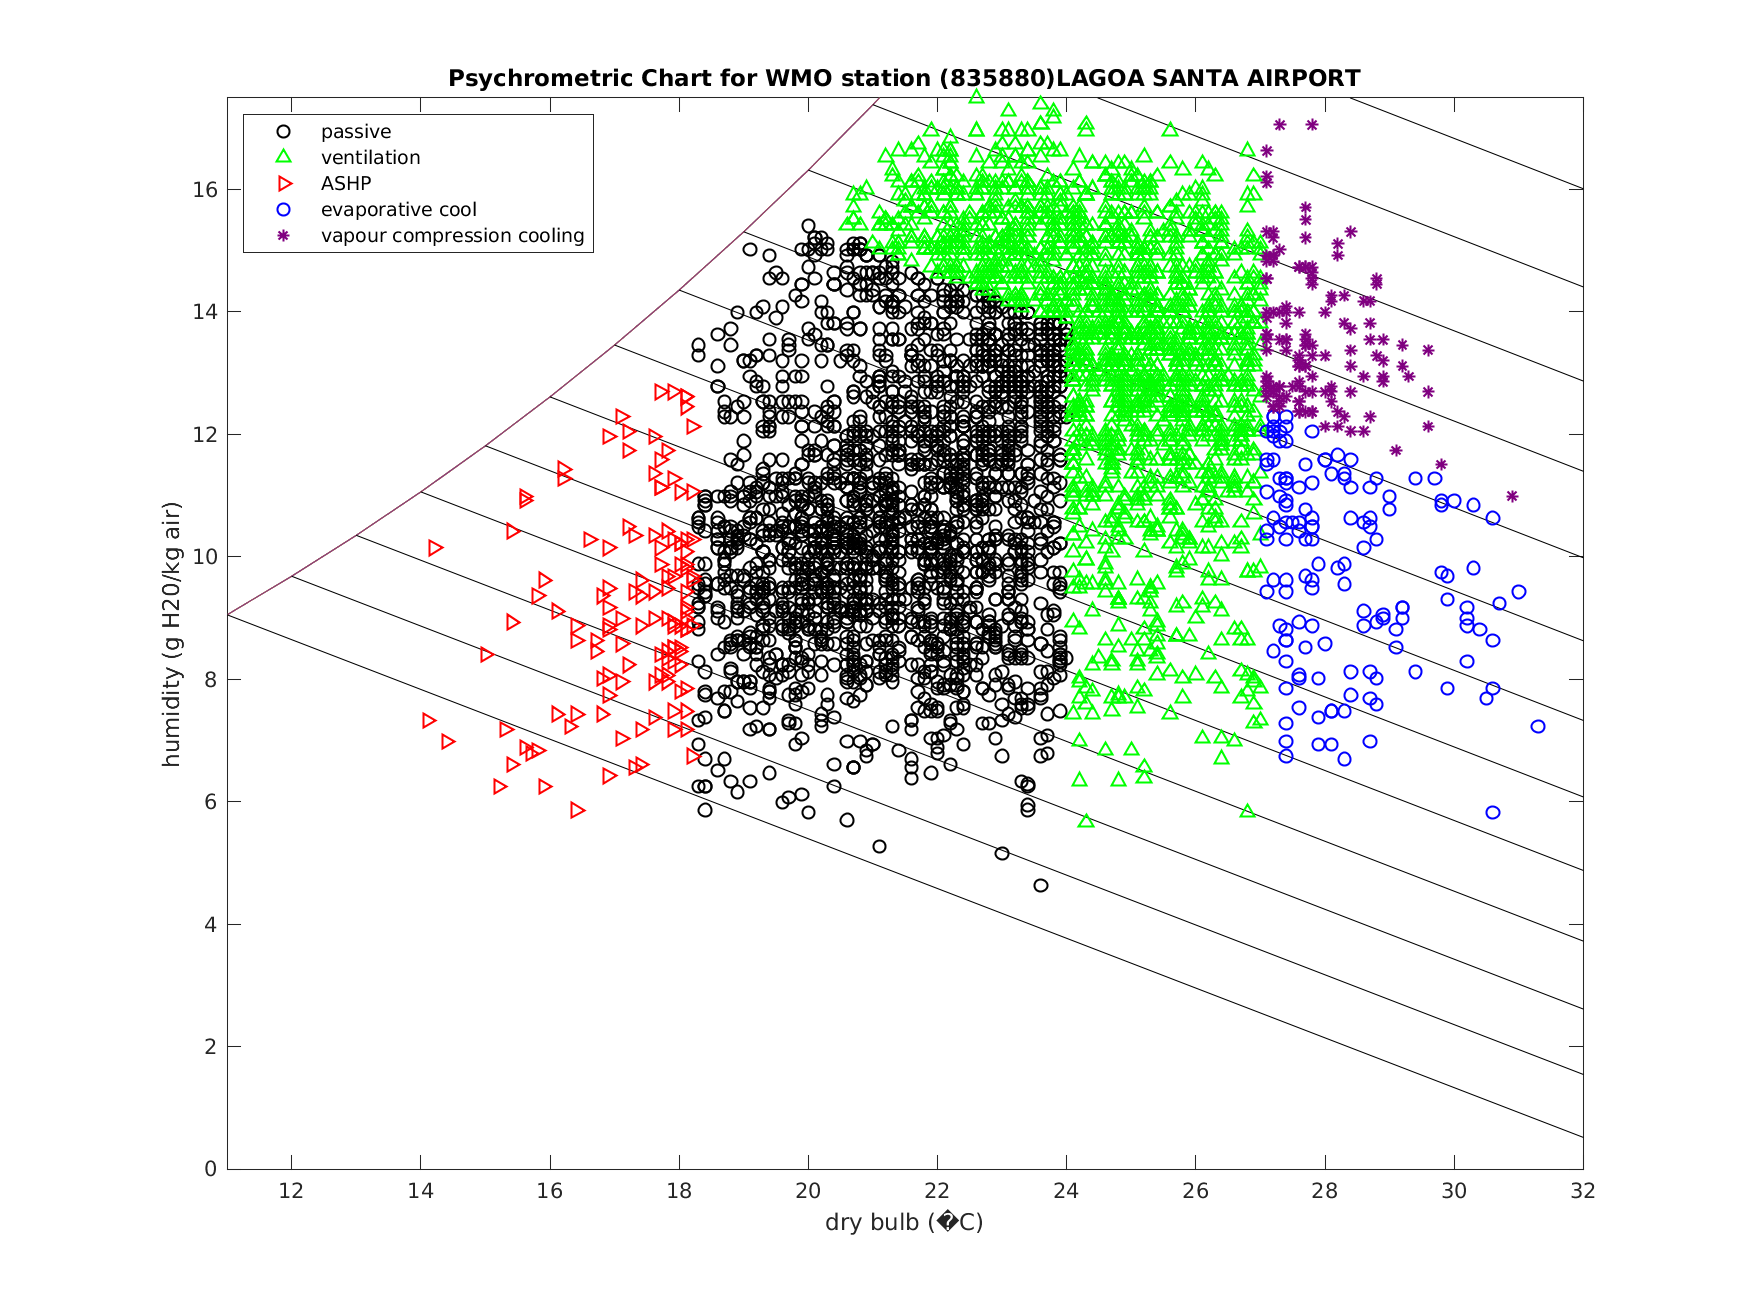 Psychrometric Chart for WMO station (835880)LAGOA SANTA AIRPORT
passive
ventilation
ASHP
evaporative cool
vapour compression cooling
humidity (g H20/kg air)
16
14
12
10
8
6
4
2
0
12 14 16 18 20 22 24 26 28 30 32
dry bulb (�C)